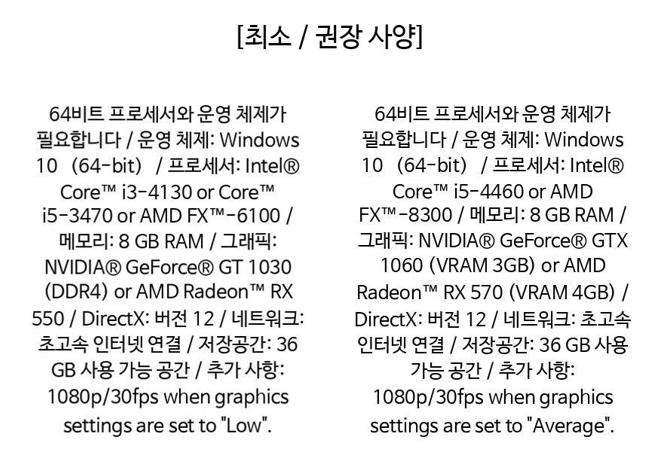 [최소 / 권장 사양]
64비트 프로세서와 운영 체제가
필요합니다 / 운영 체제: Windows
10 (64-bit) / 프로세서: Intel®
Core™ i3-4130 or Core™
i5-3470 or AMD FX™-6100 /
메모리: 8 GB RAM / 그래픽:
NVIDIA® GeForce® GT 1030
(DDR4) or AMD Radeon™ RX
550 / DirectX: 버전 12 / 네트워크:
초고속 인터넷 연결 / 저장공간: 36
GB 사용 가능 공간 / 추가 사항:
1080p/30fps when graphics
settings are set to "Low".
64비트 프로세서와 운영 체제가
필요합니다 / 운영 체제: Windows
10 (64-bit) / 프로세서: Intel®
Core™ i5-4460 or AMD
FX™-8300 / 메모리: 8 GB RAM /
그래픽: NVIDIA® GeForce® GTX
1060 (VRAM 3GB) or AMD
Radeon™ RX 570 (VRAM 4GB) /
DirectX: 버전 12 / 네트워크: 초고속
인터넷 연결 / 저장공간: 36 GB 사용
가능 공간 / 추가 사항:
1080p/30fps when graphics
settings are set to "Average".